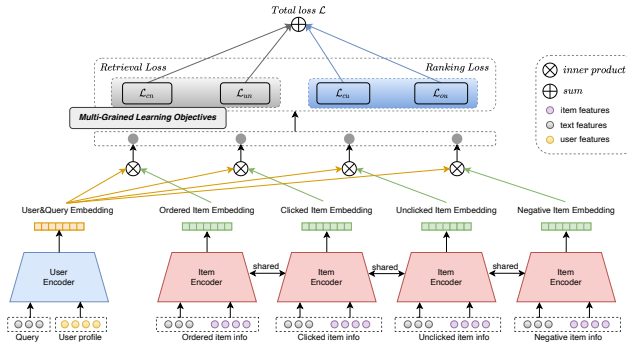 Total loss ℒ
Retrieval Loss
Ranking Loss
ℒcn
ℒun
ℒcu
ℒou
Multi-Grained Learning Objectives
inner product
sum
item features
text features
user features
User&Query Embedding
Ordered Item Embedding
Clicked Item Embedding
Unclicked Item Embedding
Negative Item Embedding
User
Encoder
Item
Encoder
shared
Item
Encoder
shared
Item
Encoder
shared
Item
Encoder
Query
User profile
Ordered item info
Clicked item info
Unclicked item info
Negative item info